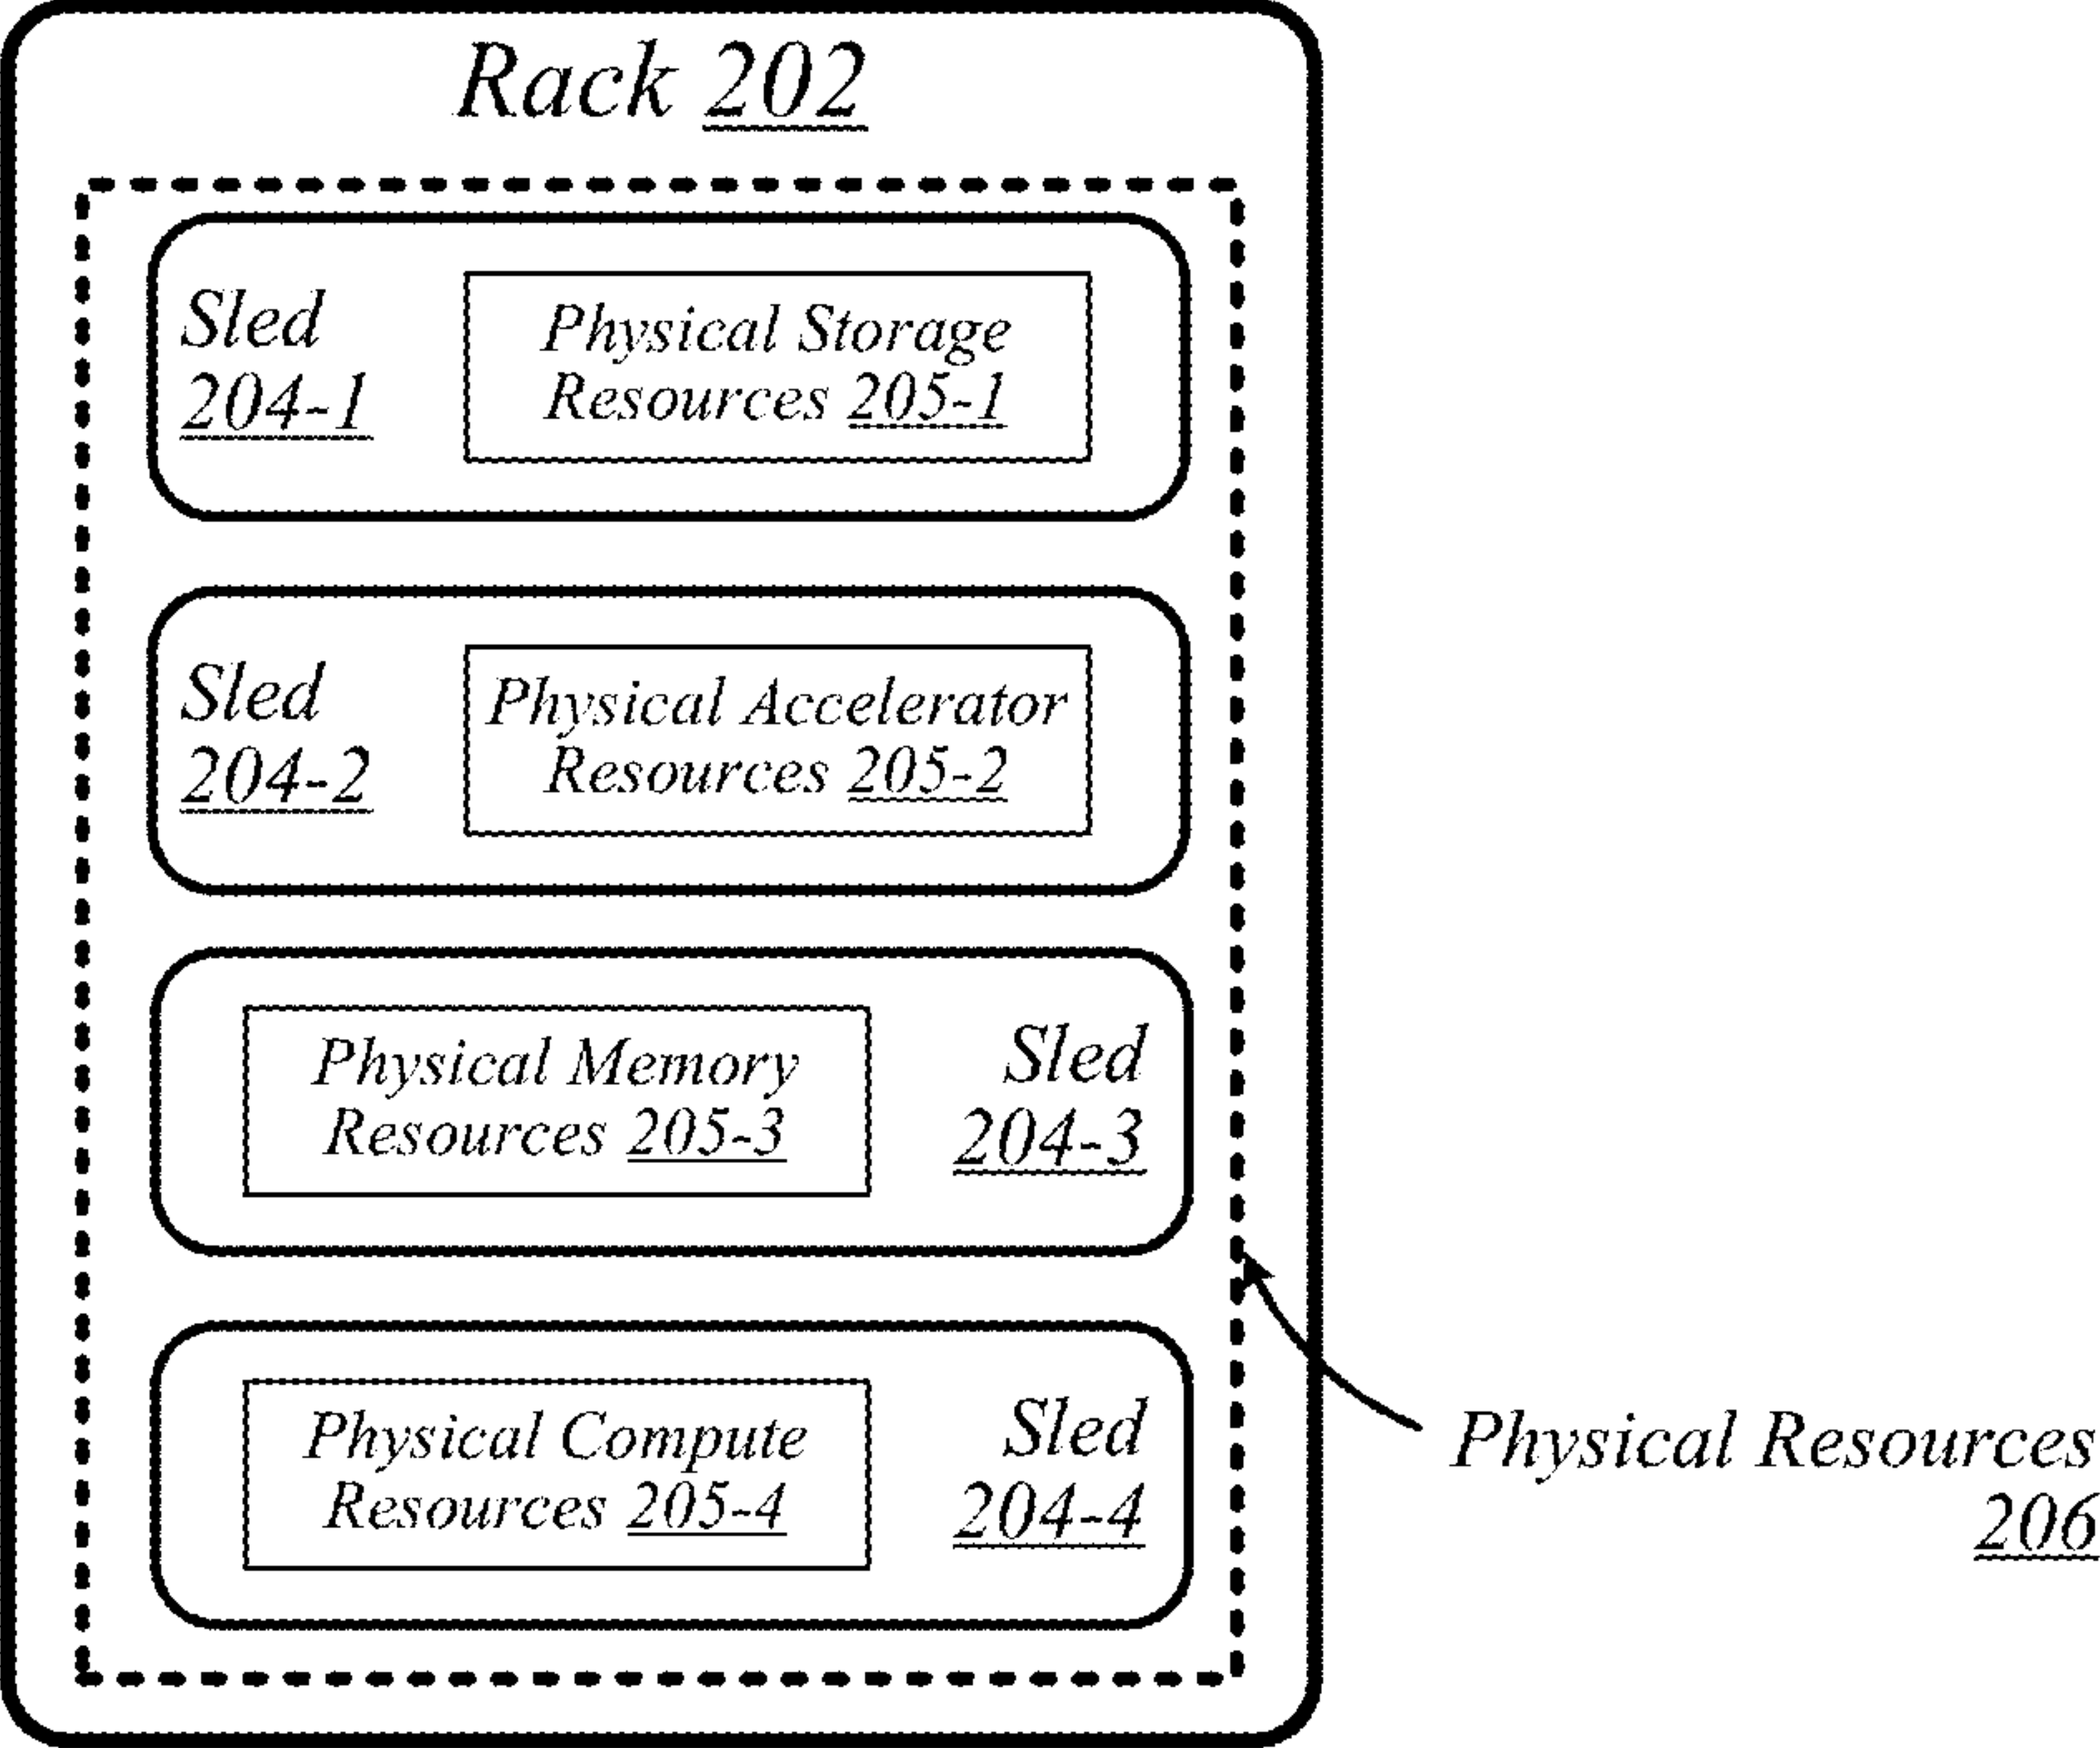 Rack 202
Sled
204-1
Physical Storage
Resources 205-1
Sled
204-2
Physical Accelerator
Resources 205-2
Physical Memory
Resources 205-3
Sled
204-3
Physical Compute
Resources 205-4
Sled
204-4
Physical Resources
206